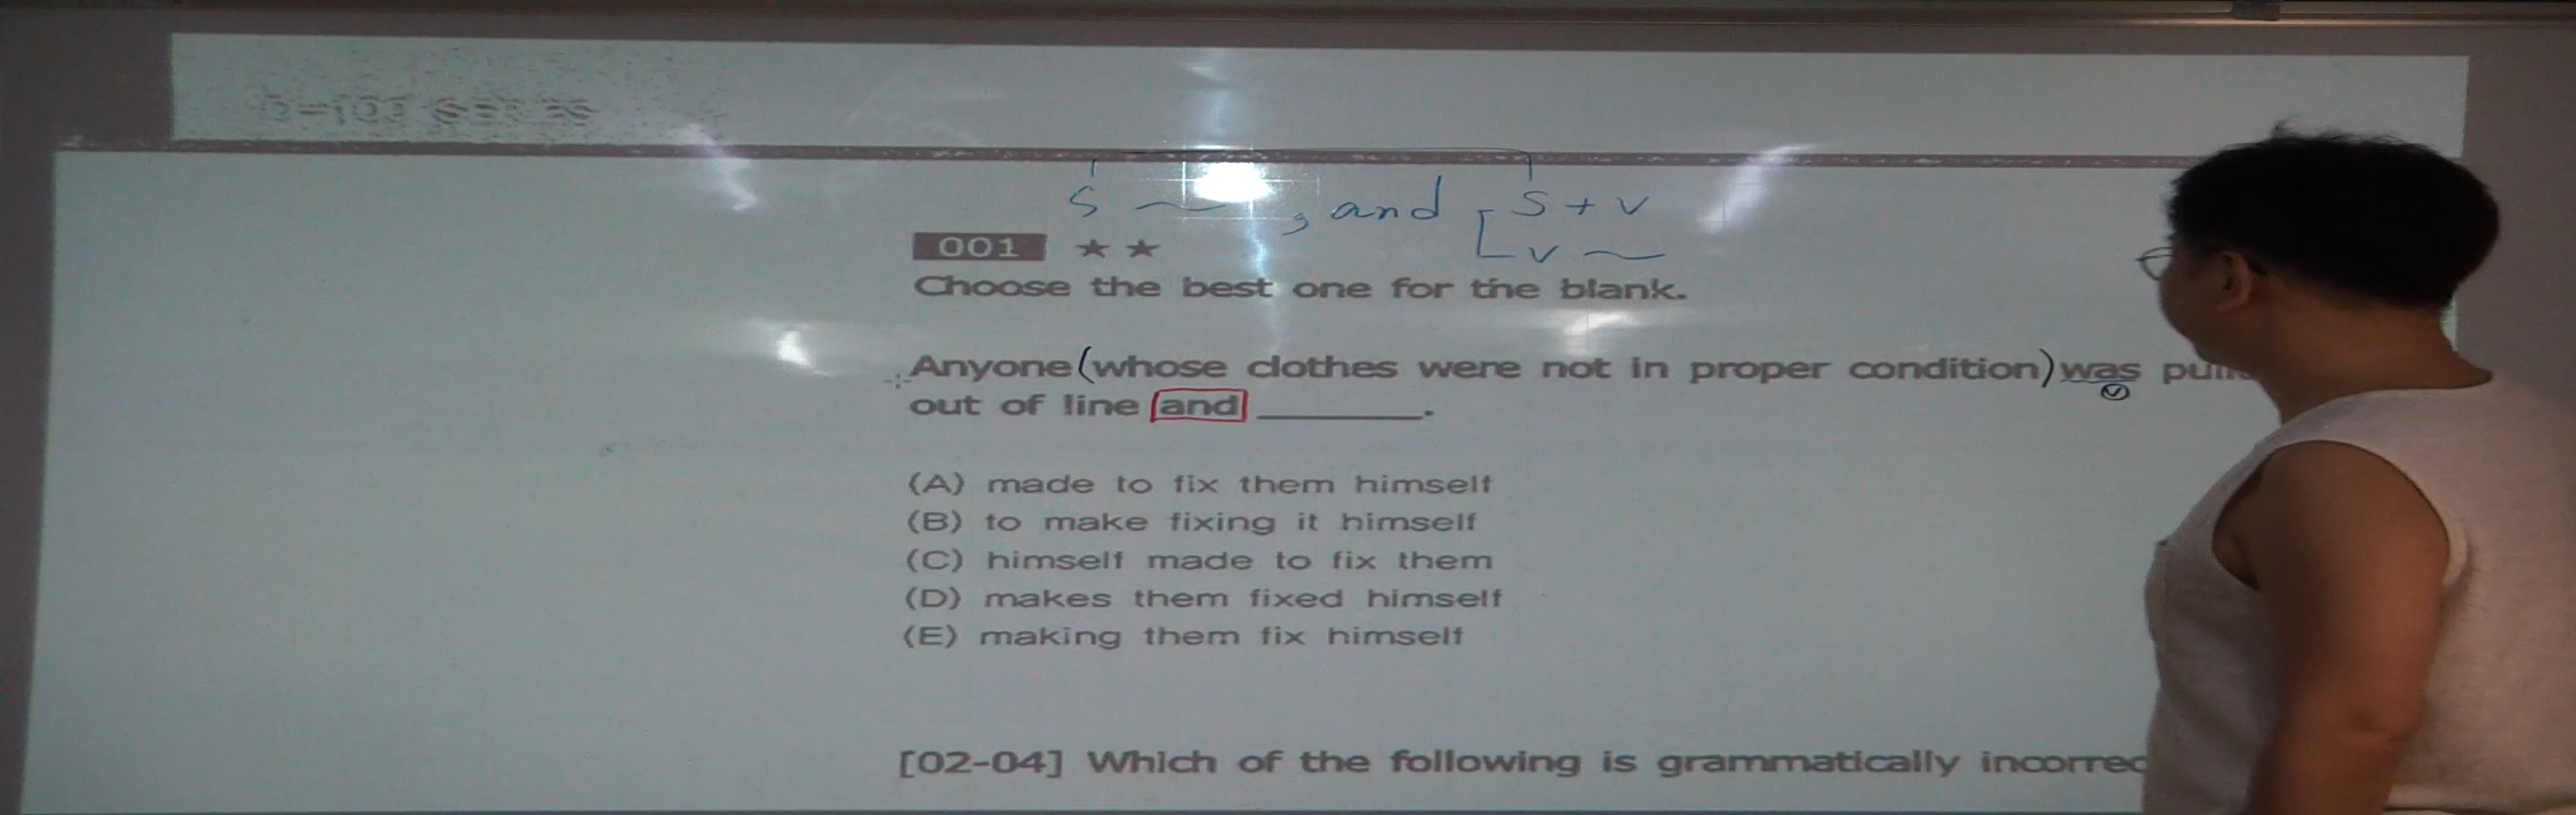 S ~ , and S + V
V ~
001 ★★
Choose the best one for the blank.
Anyone (whose clothes were not in proper condition) was
out of line and ________.
(A) made to fix them himself
(B) to make fixing it himself
(C) himself made to fix them
(D) makes them fixed himself
(E) making them fix himself
[02-04] Which of the following is grammatically